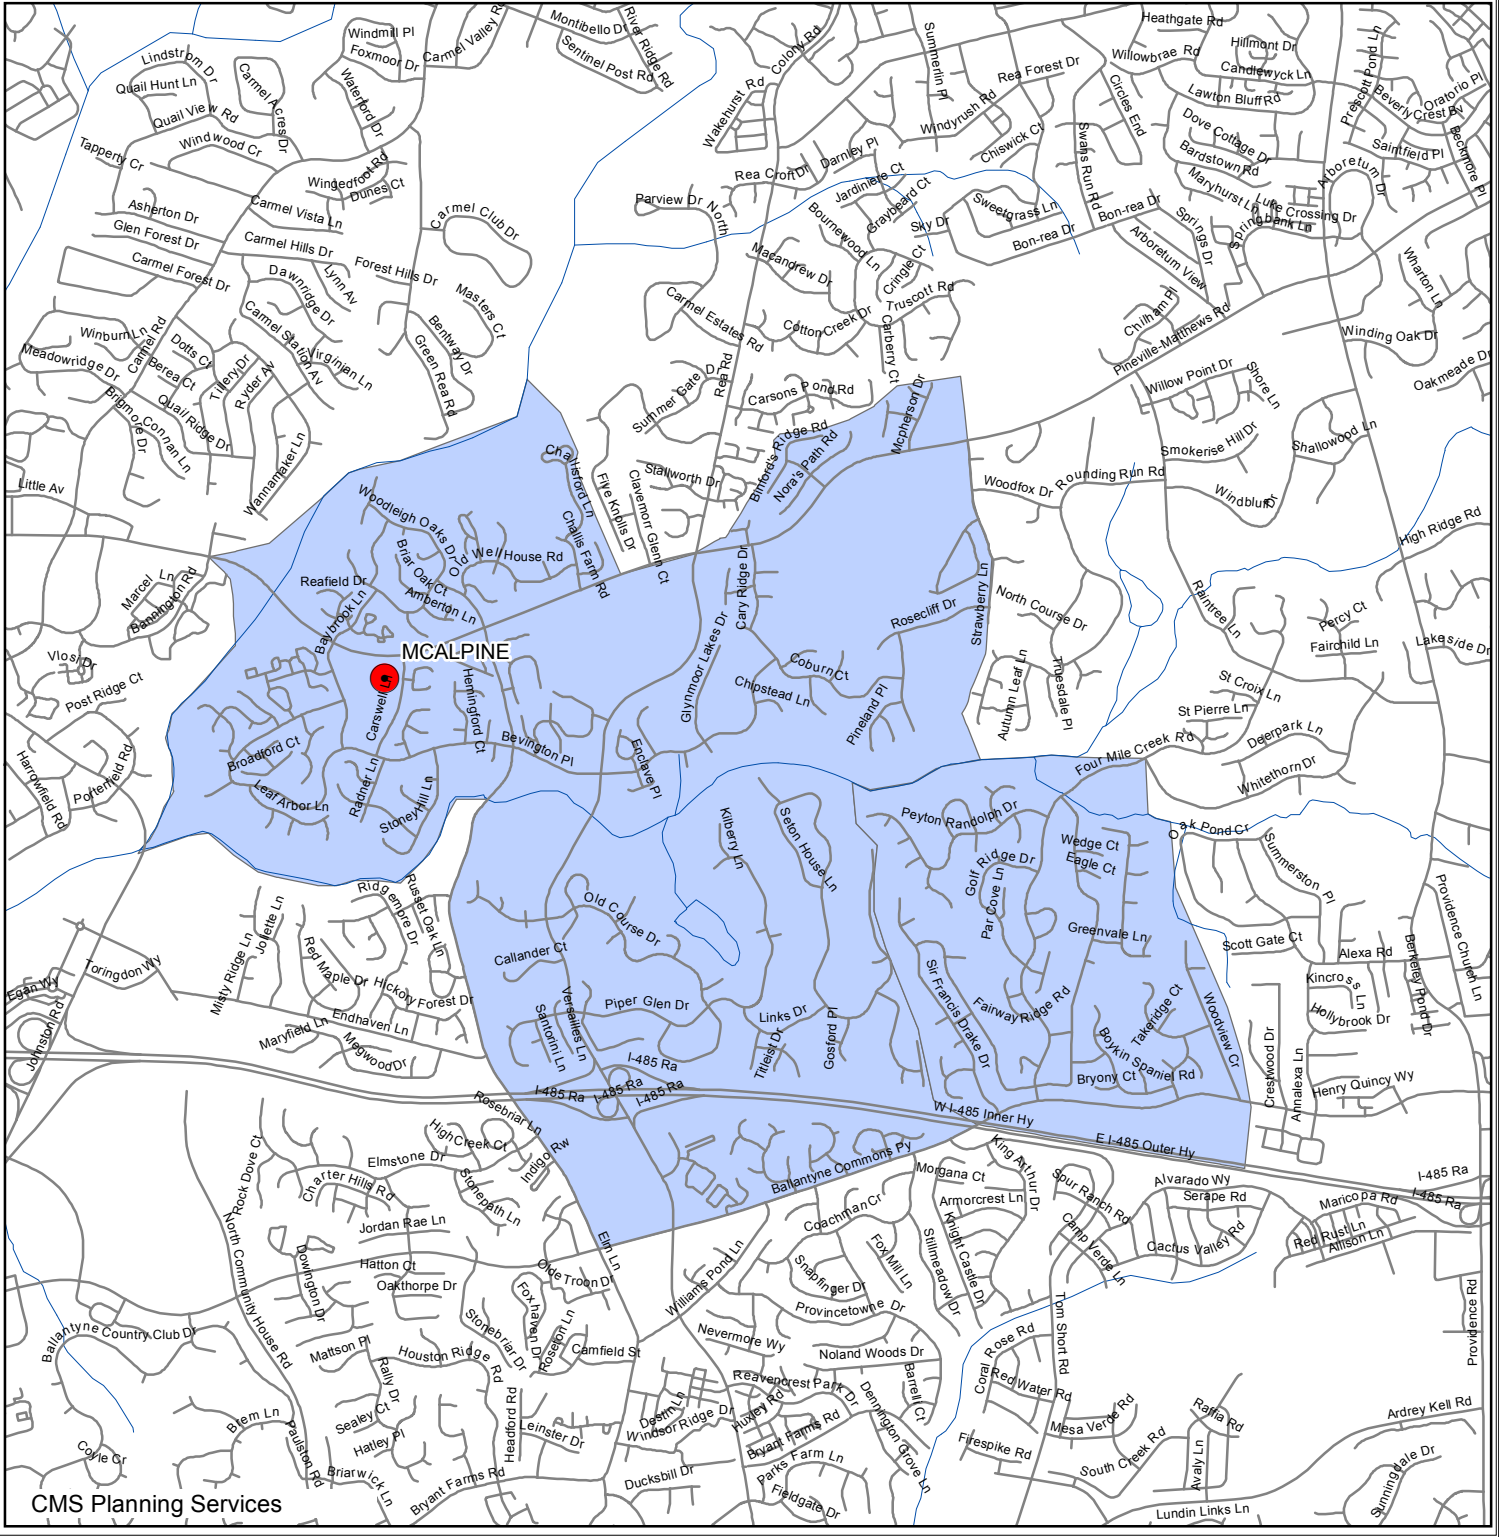 Windmill Pl
Foxmoor Dr
Carmel Valley Rd
Montibello Dr
River Ridge Rd
Sentinel Post Rd
Colony Rd
Summerlin Pl
Heathgate Rd
Hillmont Dr
Willowbrae Rd
Candlewyck Ln
Prescott Pond Ln
Oratorio Pl
Beverly Crest Bv
Lindstrom Dr
Quail Hunt Ln
Carmel Acres Dr
Waterford Dr
Quail View Rd
Windwood Cr
Tapperty Cr
Wakehurst Rd
Rea Forest Dr
Circles End
Lawton Bluff Rd
Windyrush Rd
Chiswick Ct
Swans Run Rd
Dove Cottage Dr
Bardstown Rd
Saintfield Pl
Beckmore Pl
Wingedfoot Rd
Dunes Ct
Carmel Vista Ln
Asherton Dr
Glen Forest Dr
Carmel Hills Dr
Carmel Club Dr
Carmel Forest Dr
Forest Hills Dr
Lynn Av
Dawnridge Dr
Masters Ct
Rea Croft Dr
Darnley Pl
Jardiniere Ct
Graybeard Ct
Parview Dr North
Bournewood Ln
Sky Dr
Sweetgrass Ln
Bon-rea Dr
Bon-rea Dr
Maryhurst Ln
Luke Crossing Dr
Springbank Ln
Arboretum Dr
Springs Dr
Arboretum View
Wharton Ln
Macandrew Dr
Cringle Ct
Truscott Rd
Carmel Estates Rd
Cotton Creek Dr
Carberry Ct
Chilham Pl
Pineville-Matthews Rd
Winding Oak Dr
Oakmeade Dr
Winburn Ln
Carmel Rd
Dotts Ct
Carmel Station Av
Virginian Ln
Bentway Dr
Green Rea Rd
Meadowridge Dr
Berea Ct
Tillery Dr
Ryder Av
Brigmore Dr
Connan Ln
Quail Ridge Dr
Wannamaker Ln
Little Av
Summer Gate Dr
Rea Rd
Carsons Pond Rd
Mcpherson Dr
Binford's Ridge Rd
Nora's Path Rd
Stallworth Dr
Willow Point Dr
Shore Ln
Smokerise Hill Dr
Shallowood Ln
Rounding Run Rd
Woodfox Dr
Windbluff Dr
High Ridge Rd
Challisford Ln
Five Knolls Dr
Clavemorr Glenn Ct
Challis Farm Rd
Woodleigh Oaks Dr
Old Well House Rd
Briar Oak Ct
Reafield Dr
Amberton Ln
Baybrook Ln
Marcel Ln
Bannington Rd
Vlosi Dr
Post Ridge Ct
MCALPINE
Carswell Ln
Hemingford Ct
Cary Ridge Dr
Glynmoor Lakes Dr
Rosecliff Dr
Strawberry Ln
North Course Dr
Raintree Ln
Percy Ct
Fairchild Ln
Lakeside Dr
Coburn Ct
Chipstead Ln
Pineland Pl
Autumn Leaf Ln
Truesdale Pl
St Croix Ln
St Pierre Ln
Deerpark Ln
Whitethorn Dr
Four Mile Creek Rd
Harrowfield Rd
Porterfield Rd
Broadford Ct
Leaf Arbor Ln
Radner Ln
Stoney Hill Ln
Bevington Pl
Enclave Pl
Kilberry Ln
Seton House Ln
Peyton Randolph Dr
Wedge Ct
Eagle Ct
Golf Ridge Dr
Par Cove Ln
Greenvale Ln
Oak Pond Cr
Summerston Pl
Scott Gate Ct
Alexa Rd
Kincross Ln
Hollybrook Dr
Berkeley Pond Dr
Providence Church Ln
Ridgembre Dr
Russet Oak Ln
Joliette Ln
Misty Ridge Ln
Red Maple Dr
Hickory Forest Dr
Toringdon Wy
Egan Wy
Johnston Rd
Maryfield Ln
Endhaven Ln
Megwood Dr
Old Course Dr
Callander Ct
Versailles Ln
Santorini Ln
Piper Glen Dr
Links Dr
Titleist Dr
Gosford Pl
Sir Francis Drake Dr
Fairway Ridge Rd
Takeridge Ct
Boykin Spaniel Rd
Bryony Ct
Woodview Cr
Crestwood Dr
Annalexa Ln
Henry Quincy Wy
I-485 Ra
I-485 Ra
I-485 Ra
I-485 Ra
W I-485 Inner Hy
E I-485 Outer Hy
I-485 Ra
I-485 Ra
Rosebriar Ln
High Creek Ct
Indigo Rw
Elmstone Dr
Stonepath Ln
Charter Hills Rd
Rock Dove Ct
Jordan Rae Ln
North Community House Rd
Ballantyne Commons Py
Morgana Ct
Armorcrest Ln
King Arthur Dr
Spur Ranch Rd
Alvarado Wy
Serape Rd
Maricopa Rd
Red Rust Ln
Allison Ln
Cactus Valley Rd
Camp Verde Ln
Coachman Cr
Stillmeadow Dr
Knight Castle Dr
Fox Mill Ln
Snapfinger Dr
Provincetowne Dr
Williams Pond Ln
Elm Ln
Olde Troon Dr
Hatton Ct
Oakthorpe Dr
Dowington Dr
Foxhaven Dr
Roselon Ln
Stonebriar Dr
Camfield St
Ballantyne Country Club Dr
Mattson Pl
Houston Ridge Rd
Rally Dr
Sealey Ct
Hatley Pl
Headford Rd
Leinster Dr
Brem Ln
Paulston Rd
Briarwick Ln
Bryant Farms Rd
Coyle Cr
Nevermore Wy
Noland Woods Dr
Reavencrest Park Dr
Barrell Ct
Dennington Grove Ln
Destin Ln
Windsor Ridge Dr
Huxley Rd
Bryant Farms Rd
Parks Farm Ln
Ducksbill Dr
Fieldgate Dr
Coral Rose Rd
Tom Short Rd
Red Water Rd
Mesa Verde Rd
Firespike Rd
South Creek Rd
Raffia Rd
Avaly Ln
Lundin Links Ln
Ardrey Kell Rd
Sunningdale Dr
Providence Rd
CMS Planning Services